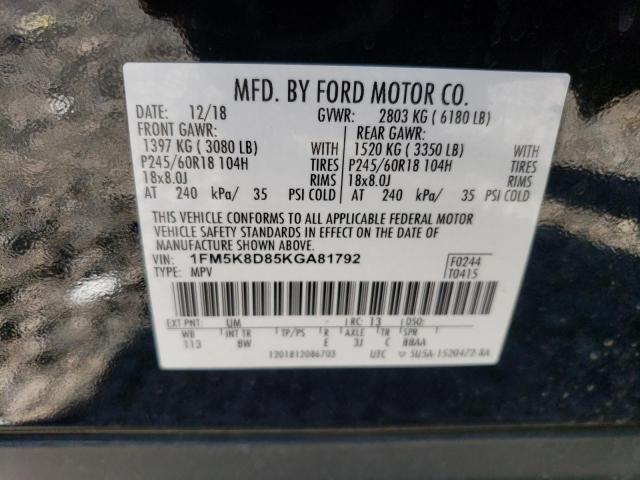 MFD. BY FORD MOTOR CO.
DATE: 12/18 GVWR: 2803 KG ( 6180 LB)
FRONT GAWR: REAR GAWR:
1397 KG ( 3080 LB) WITH 1520 KG ( 3350 LB) WITH
P245/60R18 104H TIRES P245/60R18 104H TIRES
18x8.0J RIMS 18x8.0J RIMS
AT 240 kPa/ 35 PSI COLD AT 240 kPa/ 35 PSI COLD
THIS VEHICLE CONFORMS TO ALL APPLICABLE FEDERAL MOTOR
VEHICLE SAFETY STANDARDS IN EFFECT ON THE DATE OF
MANUFACTURE SHOWN ABOVE.
VIN: 1FM5K8D85KGA81792 F0244
TYPE: MPV T0415
EXT PNT: UM - RC: 13 DSO:
WB INT TR TP/PS R AXLE TR SPR
113 BW E 3J C BBAA
1201812086703 UTC 5U5A-1520472-BA